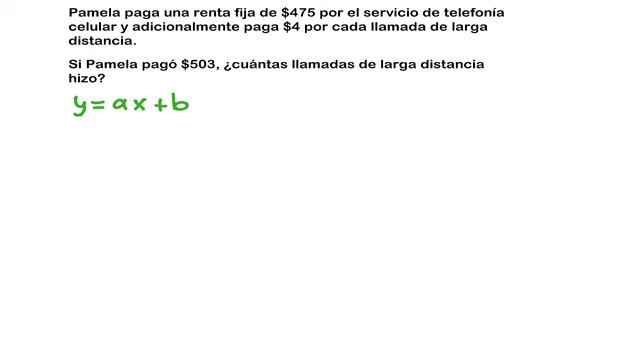 Pamela paga una renta fija de $475 por el servicio de telefonía
celular y adicionalmente paga $4 por cada llamada de larga
distancia.
Si Pamela pagó $503, ¿cuántas llamadas de larga distancia
hizo?
y = ax + b